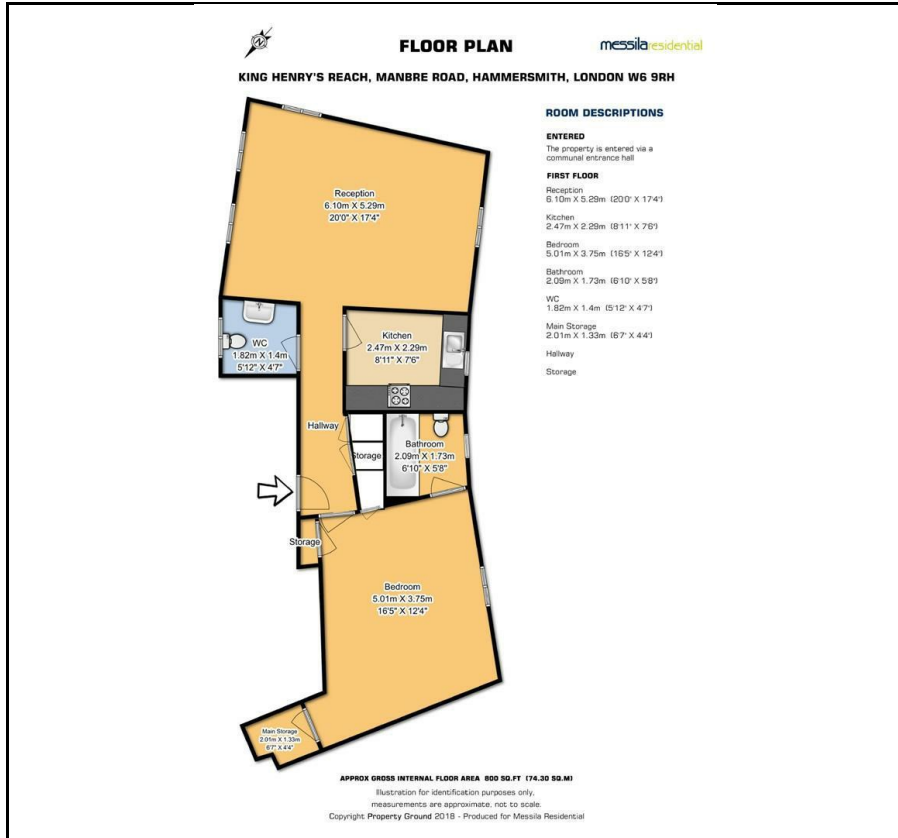 FLOOR PLAN
messila residential
KING HENRY'S REACH, MANBRE ROAD, HAMMERSMITH, LONDON W6 9RH
ROOM DESCRIPTIONS
ENTERED
The property is entered via a
communal entrance hall
FIRST FLOOR
Reception
6.10m X 5.29m (20'0" X 17'4")
Kitchen
2.47m X 2.29m (8'11" X 7'6")
Bedroom
5.01m X 3.75m (16'5" X 12'4")
Bathroom
2.09m X 1.73m (6'10" X 5'8")
WC
1.82m X 1.4m (5'12" X 4'7")
Main Storage
2.01m X 1.33m (6'7" X 4'4")
Hallway
Storage
Reception
6.10m X 5.29m
20'0" X 17'4"
WC
1.82m X 1.4m
5'12" X 4'7"
Kitchen
2.47m X 2.29m
8'11" X 7'6"
Hallway
Storage
Bathroom
2.09m X 1.73m
6'10" X 5'8"
Storage
Bedroom
5.01m X 3.75m
16'5" X 12'4"
Main Storage
2.01m X 1.33m
6'7" X 4'4"
APPROX GROSS INTERNAL FLOOR AREA 800 SQ.FT (74.30 SQ.M)
Illustration for identification purposes only,
measurements are approximate, not to scale.
Copyright Property Ground 2018 - Produced for Messila Residential
N